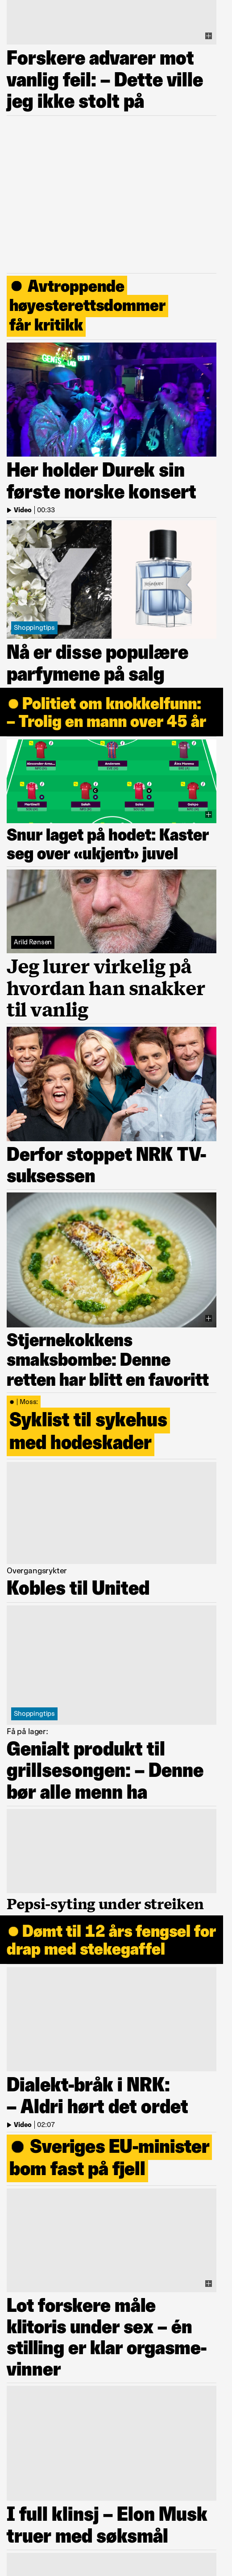 Forskere advarer mot
vanlig feil: – Dette ville
jeg ikke stolt på
Avtroppende
høyesterettsdommer
får kritikk
Her holder Durek sin
første norske konsert
Video | 00:33
Shoppingtips
Nå er disse populære
parfymene på salg
Politiet om knokkelfunn:
– Trolig en mann over 45 år
Snur laget på hodet: Kaster
seg over «ukjent» juvel
Arild Rønsen
Jeg lurer virkelig på
hvordan han snakker
til vanlig
Derfor stoppet NRK TV-
suksessen
Stjernekokkens
smaksbombe: Denne
retten har blitt en favoritt
| Moss:
Syklist til sykehus
med hodeskader
Overgangsrykter
Kobles til United
Shoppingtips
Få på lager:
Genialt produkt til
grillsesongen: – Denne
bør alle menn ha
Pepsi-syting under streiken
Dømt til 12 års fengsel for
drap med stekegaffel
Dialekt-bråk i NRK:
– Aldri hørt det ordet
Video | 02:07
Sveriges EU-minister
bom fast på fjell
Lot forskere måle
klitoris under sex – én
stilling er klar orgasme-
vinner
I full klinsj – Elon Musk
truer med søksmål